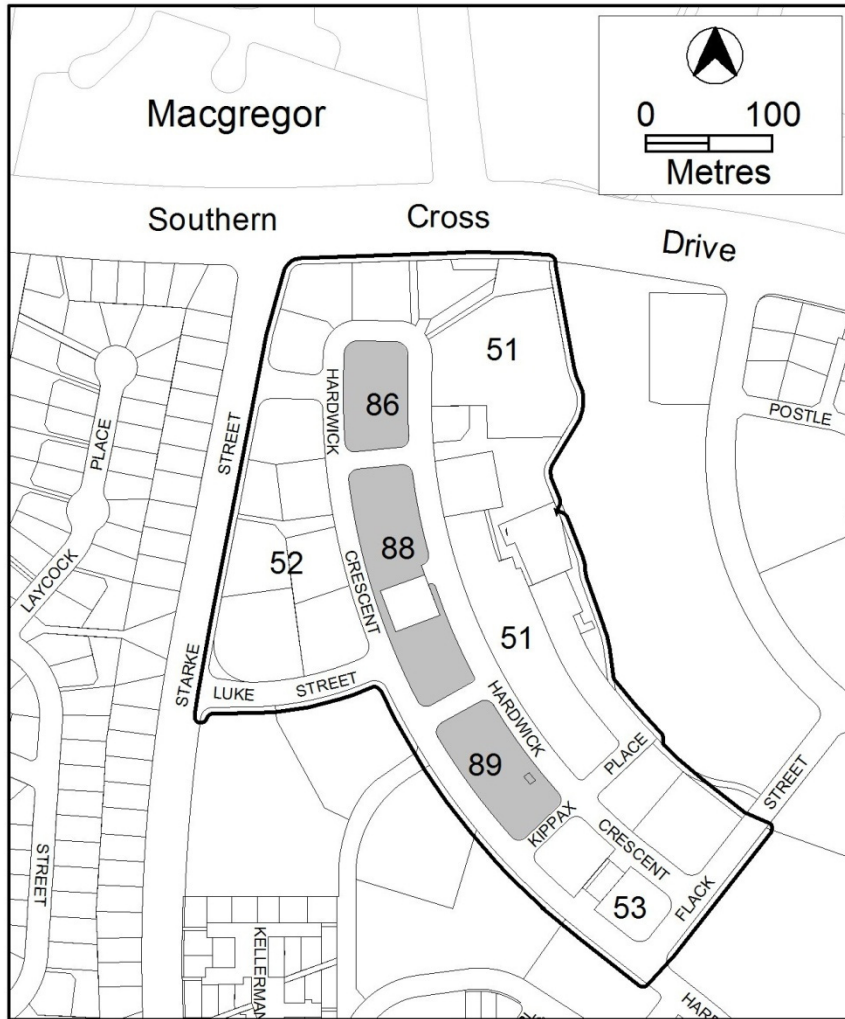 Macgregor
0 100
Metres
Southern Cross Drive
51
HARDWICK
86
POSTLE
PLACE
STREET
88
52
CRESCENT
LAYCOCK
51
STARKE
LUKE STREET
HARDWICK
PLACE
89
STREET
KIPPAX
CRESCENT
STREET
FLACK
53
KELLERMAN